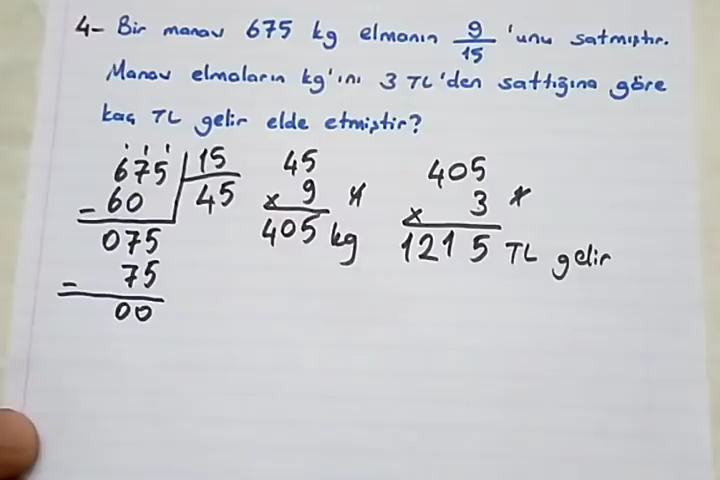 4- Bir manav 675 kg elmanın 9/15 'unu satmıştır.
Manav elmaların kg'ını 3 TL'den sattığına göre
kaç TL gelir elde etmiştir?
675 15 45 405
- 60 45 x 9 x 3
075 405 kg 1215 TL gelir
- 75
00